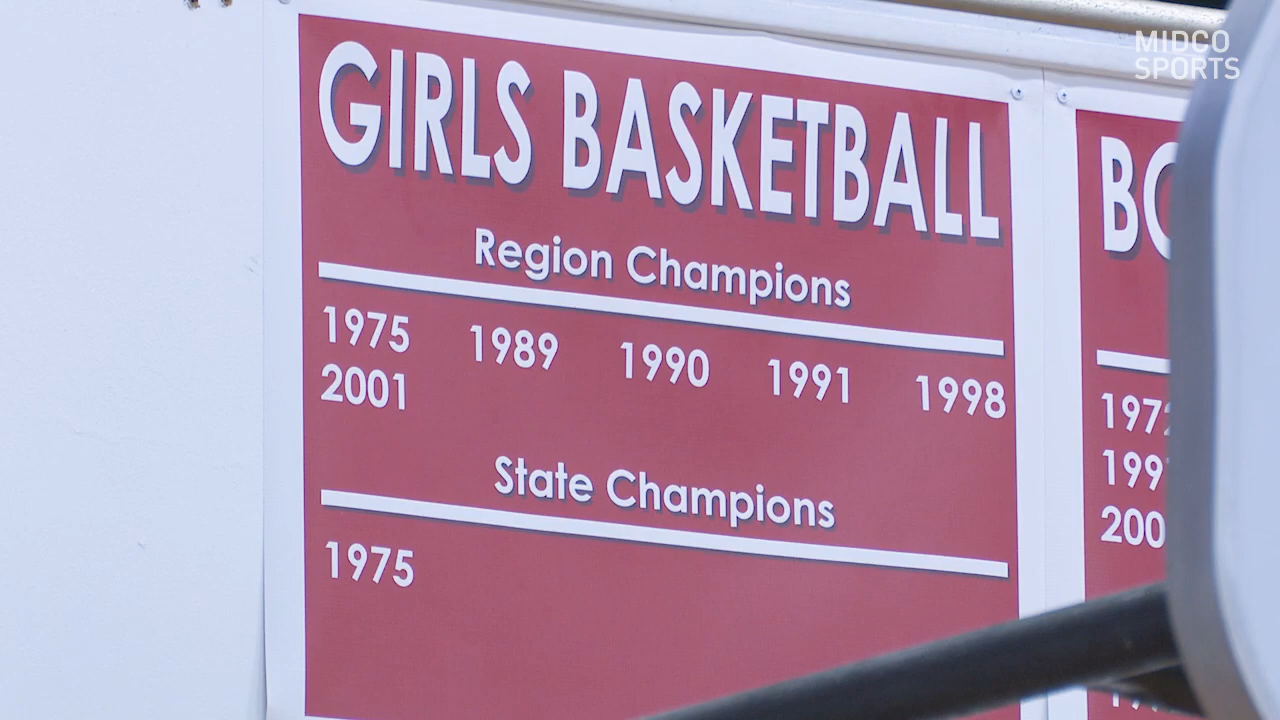 MIDCO
SPORTS
GIRLS BASKETBALL
Region Champions
1975 1989 1990 1991 1998
2001
State Champions
1975